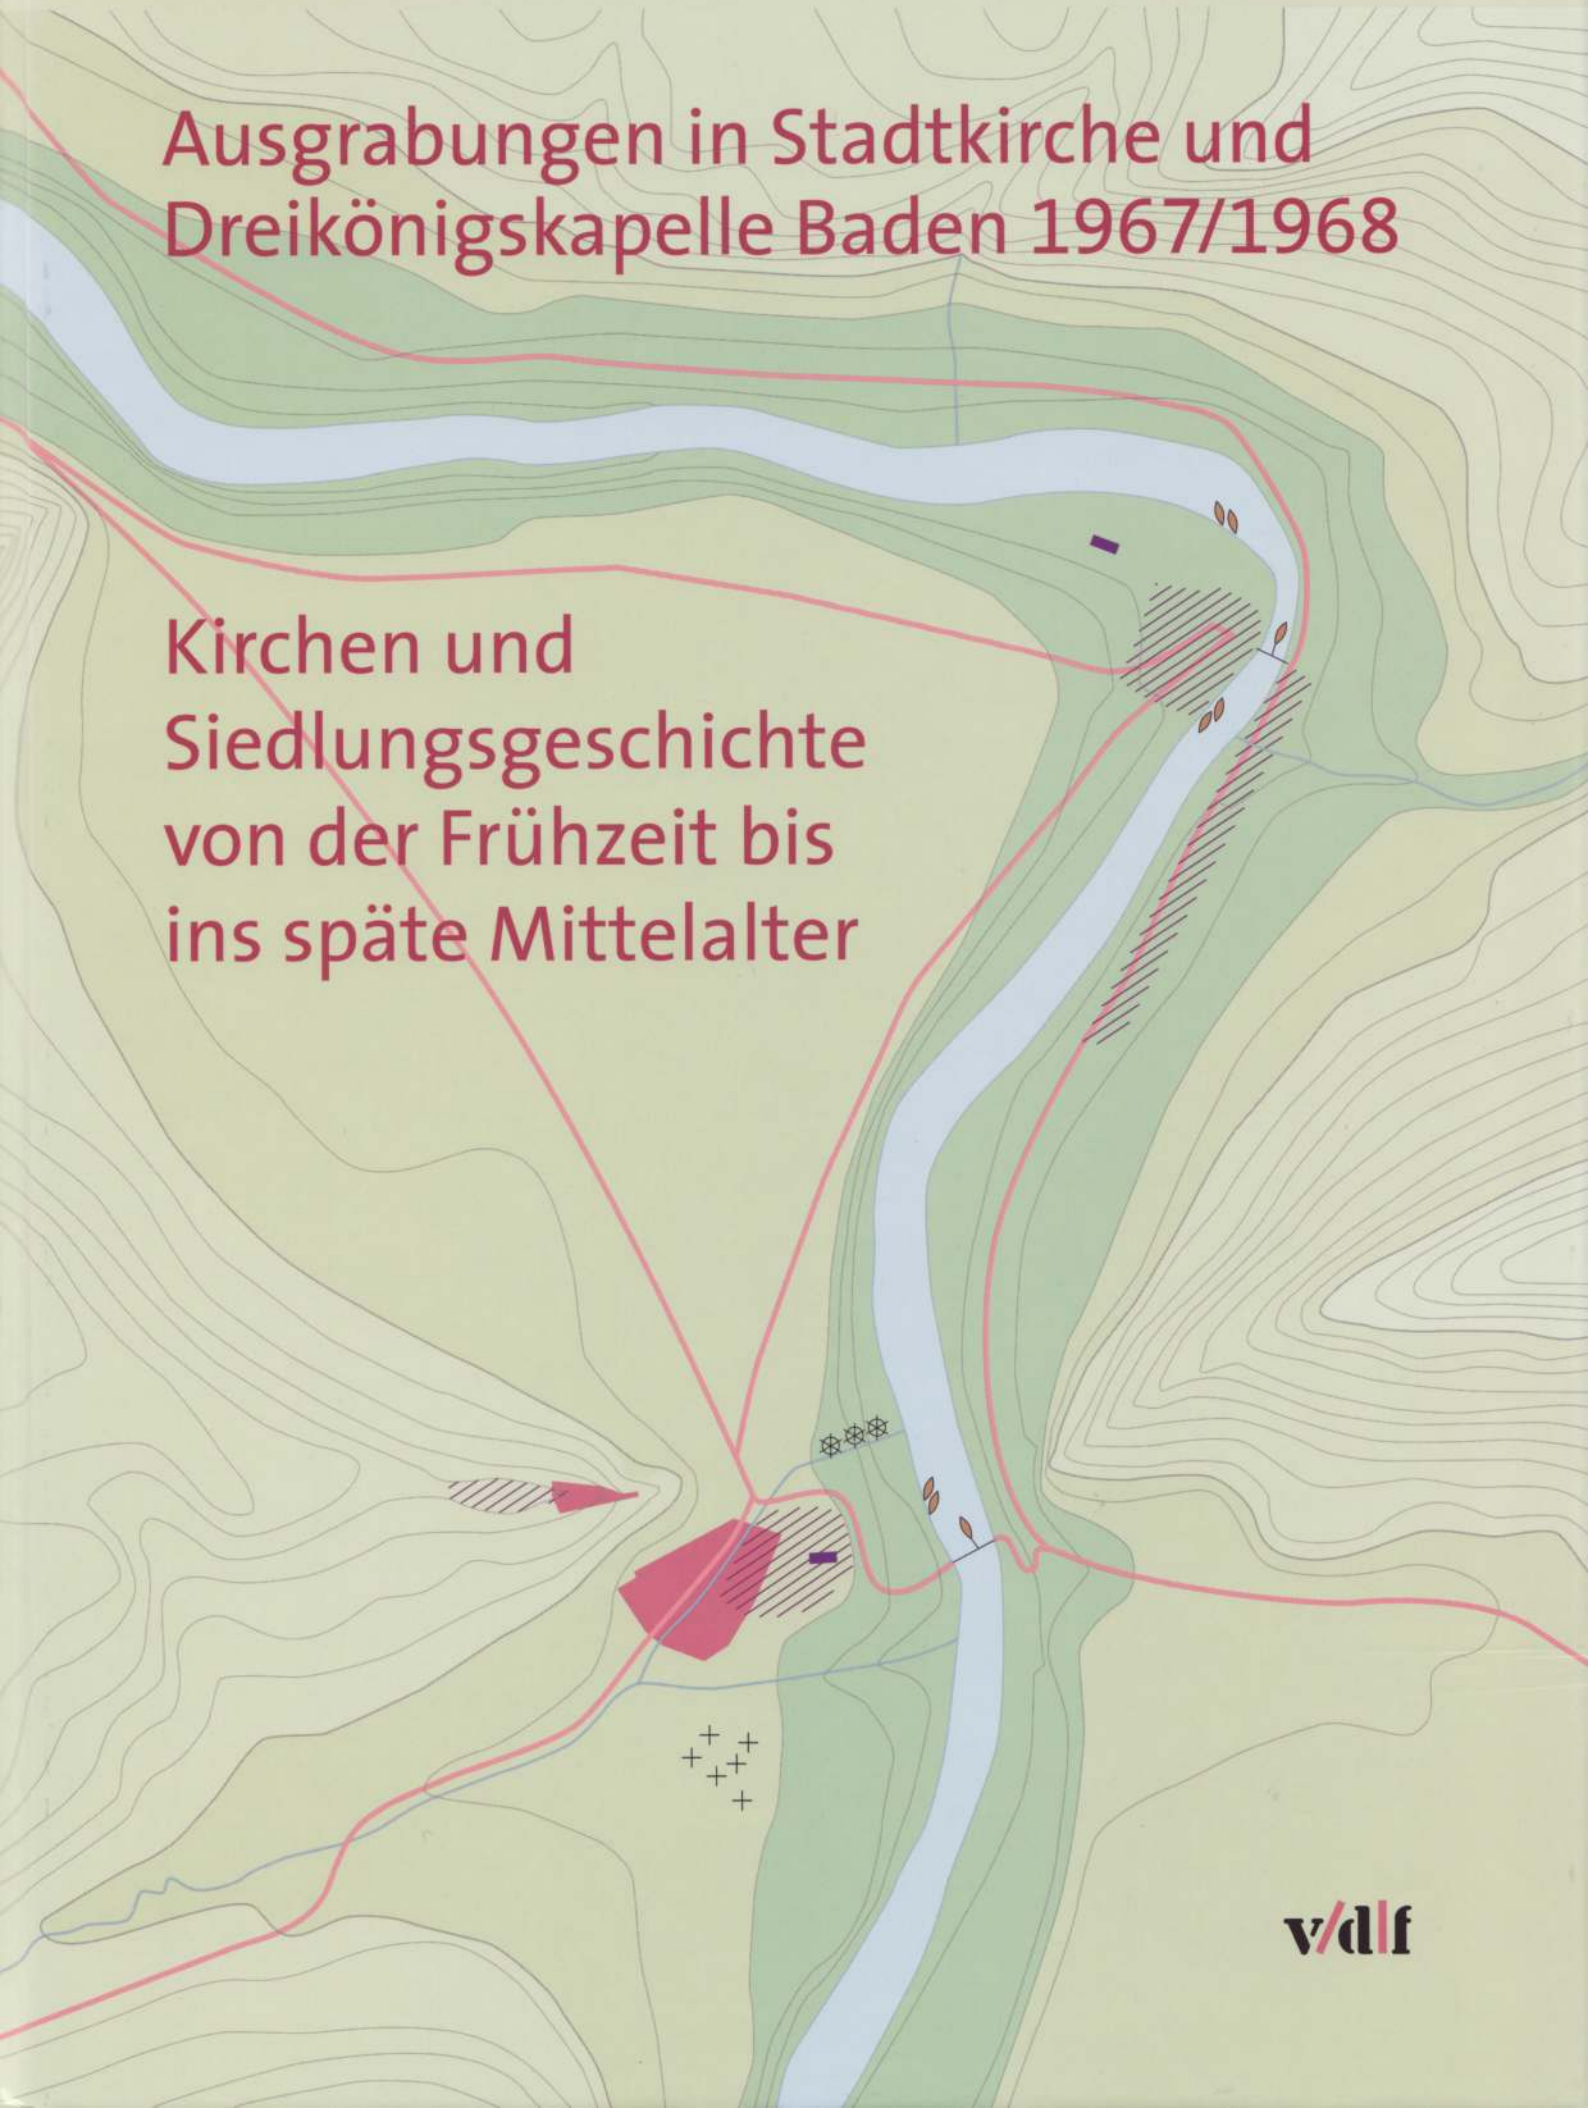 Ausgrabungen in Stadtkirche und
Dreikönigskapelle Baden 1967/1968
Kirchen und
Siedlungsgeschichte
von der Frühzeit bis
ins späte Mittelalter
v/d|f